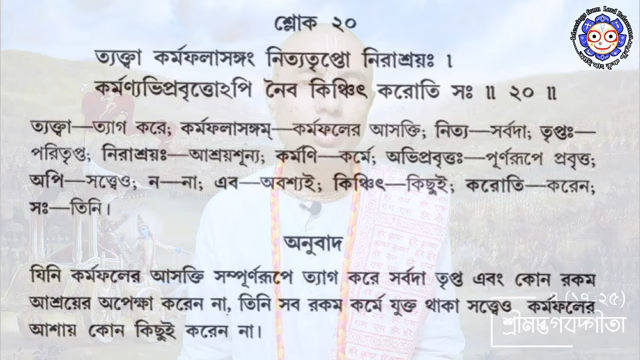 শ্লোক ২০
ত্যক্ত্বা কর্মফলাসঙ্গং নিত্যতৃপ্তো নিরাশ্রয়ঃ ।
কর্মণ্যভিপ্রবৃত্তোঽপি নৈব কিঞ্চিৎ করোতি সঃ ॥ ২০ ॥
ত্যক্ত্বা—ত্যাগ করে; কর্মফলাসঙ্গম্—কর্মফলের আসক্তি; নিত্য—সর্বদা; তৃপ্তঃ—
পরিতৃপ্ত; নিরাশ্রয়ঃ—আশ্রয়শূন্য; কর্মণি—কর্মে; অভিপ্রবৃত্তঃ—পূর্ণরূপে প্রবৃত্ত;
অপি—সত্ত্বেও; ন—না; এব—অবশ্যই; কিঞ্চিৎ—কিছুই; করোতি—করেন;
সঃ—তিনি।
অনুবাদ
যিনি কর্মফলের আসক্তি সম্পূর্ণরূপে ত্যাগ করে সর্বদা তৃপ্ত এবং কোন রকম
আশ্রয়ের অপেক্ষা করেন না, তিনি সব রকম কর্মে যুক্ত থাকা সত্ত্বেও কর্মফলের
আশায় কোন কিছুই করেন না।
(১৭-২৫)
শ্রীমদ্ভগবদ্গীতা